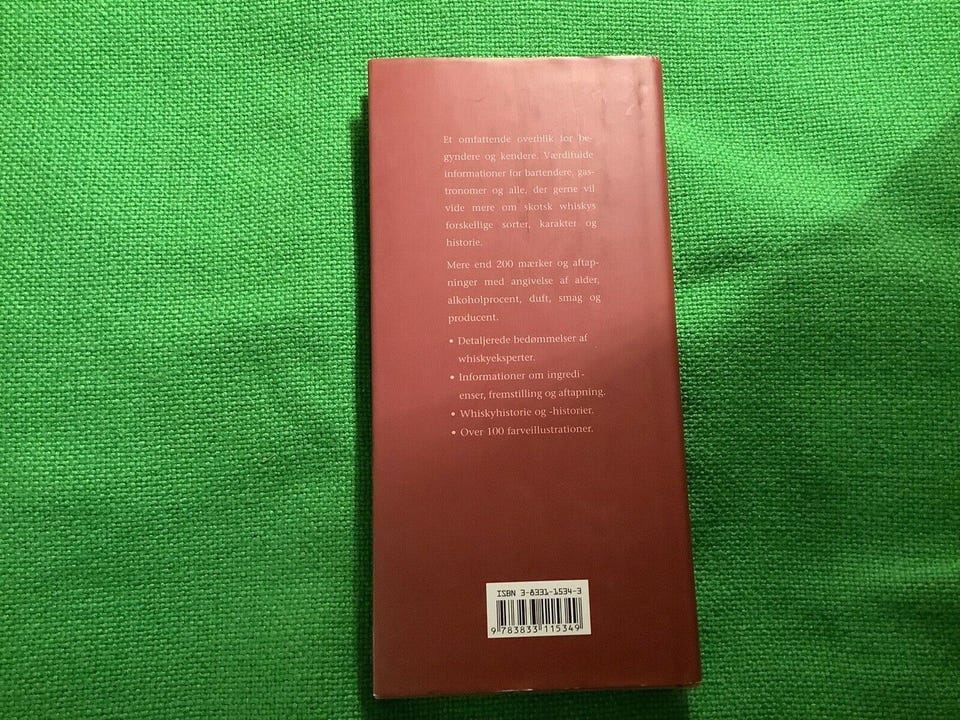 Et omfattende overblik for be-
gyndere og kendere. Værdifulde
informationer for bartendere, gas-
tronomer og alle, der gerne vil
vide mere om skotsk whiskys
forskellige sorter, karakter og
historie.
Mere end 200 mærker og aftap-
ninger med angivelse af alder,
alkoholprocent, duft, smag og
producent.
• Detaljerede bedømmelser af
whiskyeksperter.
• Informationer om ingredi-
enser, fremstilling og aftapning.
• Whiskyhistorie og -historier.
• Over 100 farveillustrationer.
ISBN 3-8331-1534-3
9 783833 115349